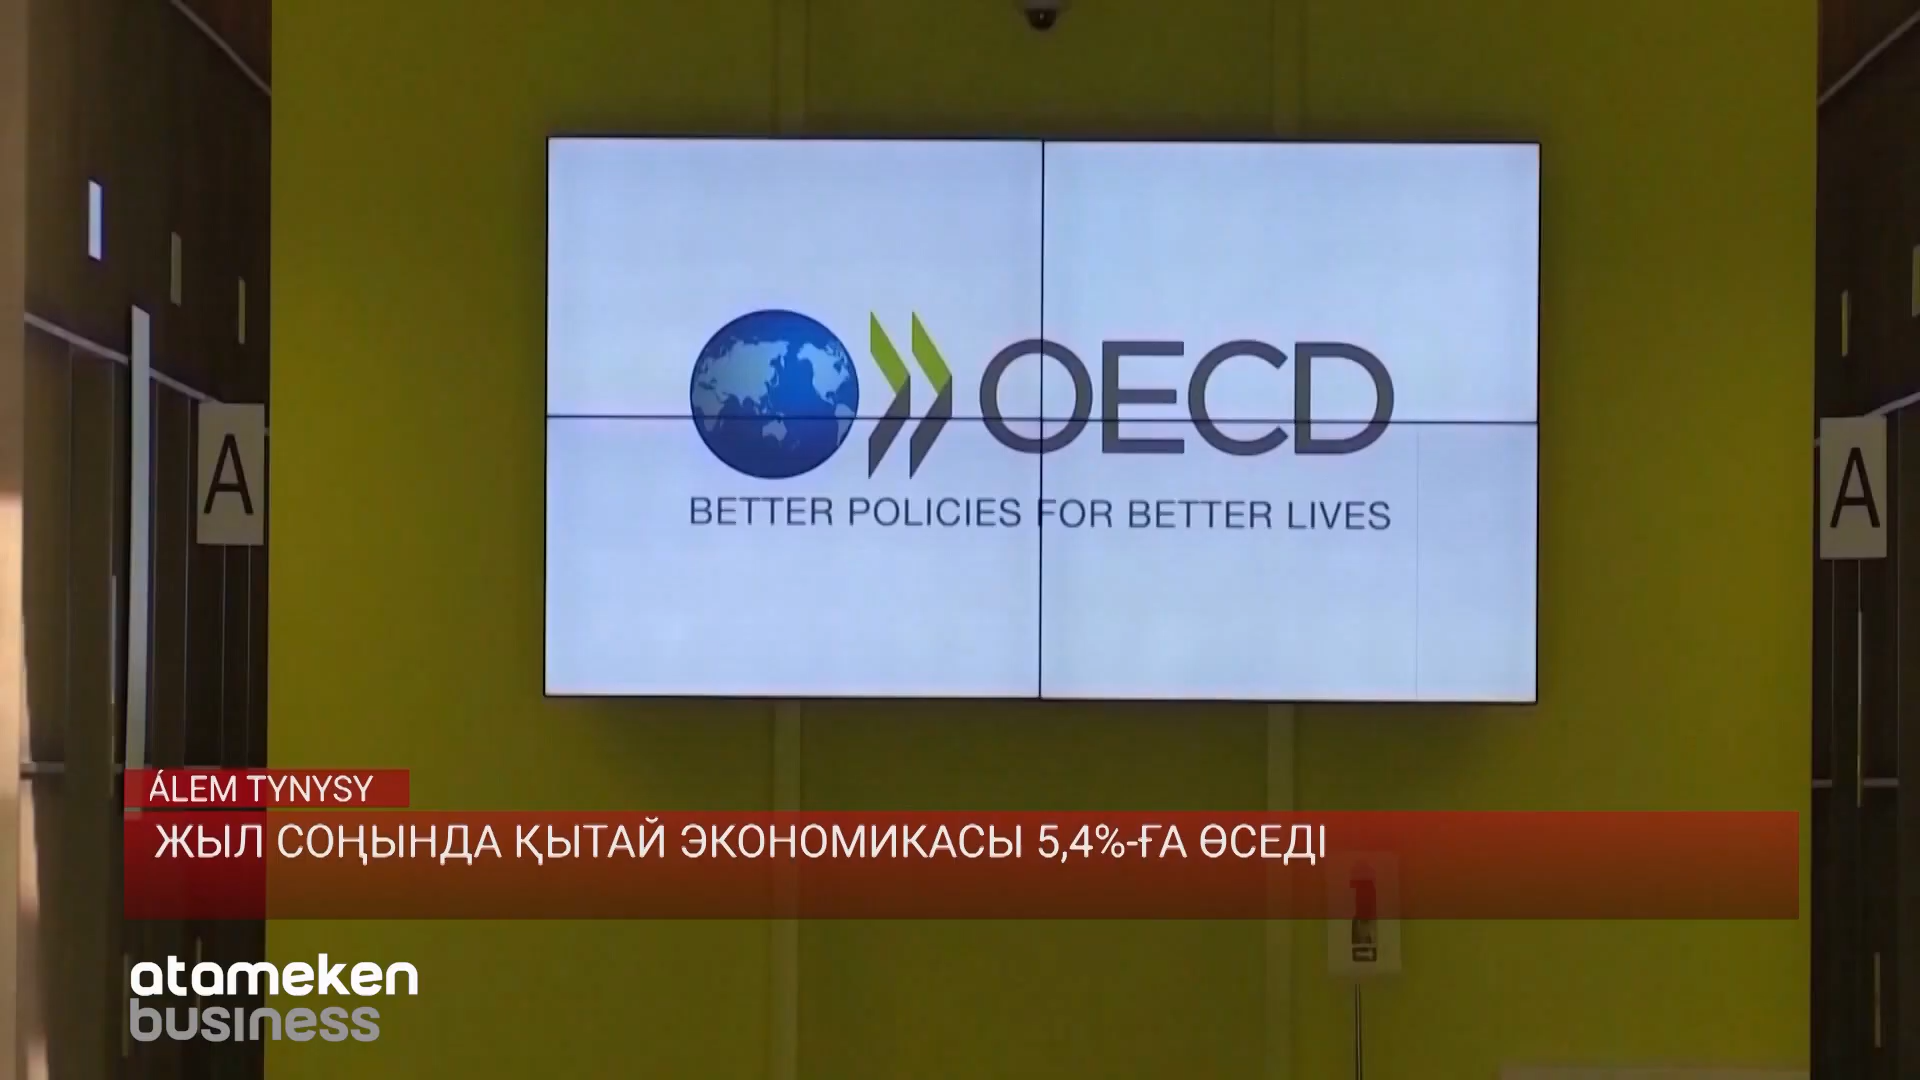 OECD
BETTER POLICIES FOR BETTER LIVES
A
A
ÁLEM TYNYSY
ЖЫЛ СОҢЫНДА ҚЫТАЙ ЭКОНОМИКАСЫ 5,4%-ҒА ӨСЕДІ
atameken
business